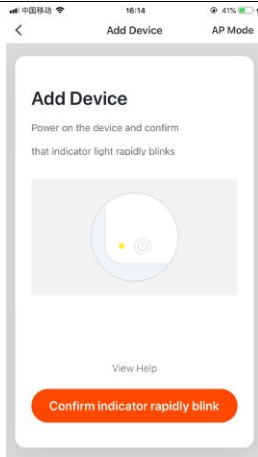 中国移动 16:14 41%
Add Device AP Mode
Add Device
Power on the device and confirm
that indicator light rapidly blinks
View Help
Confirm indicator rapidly blink